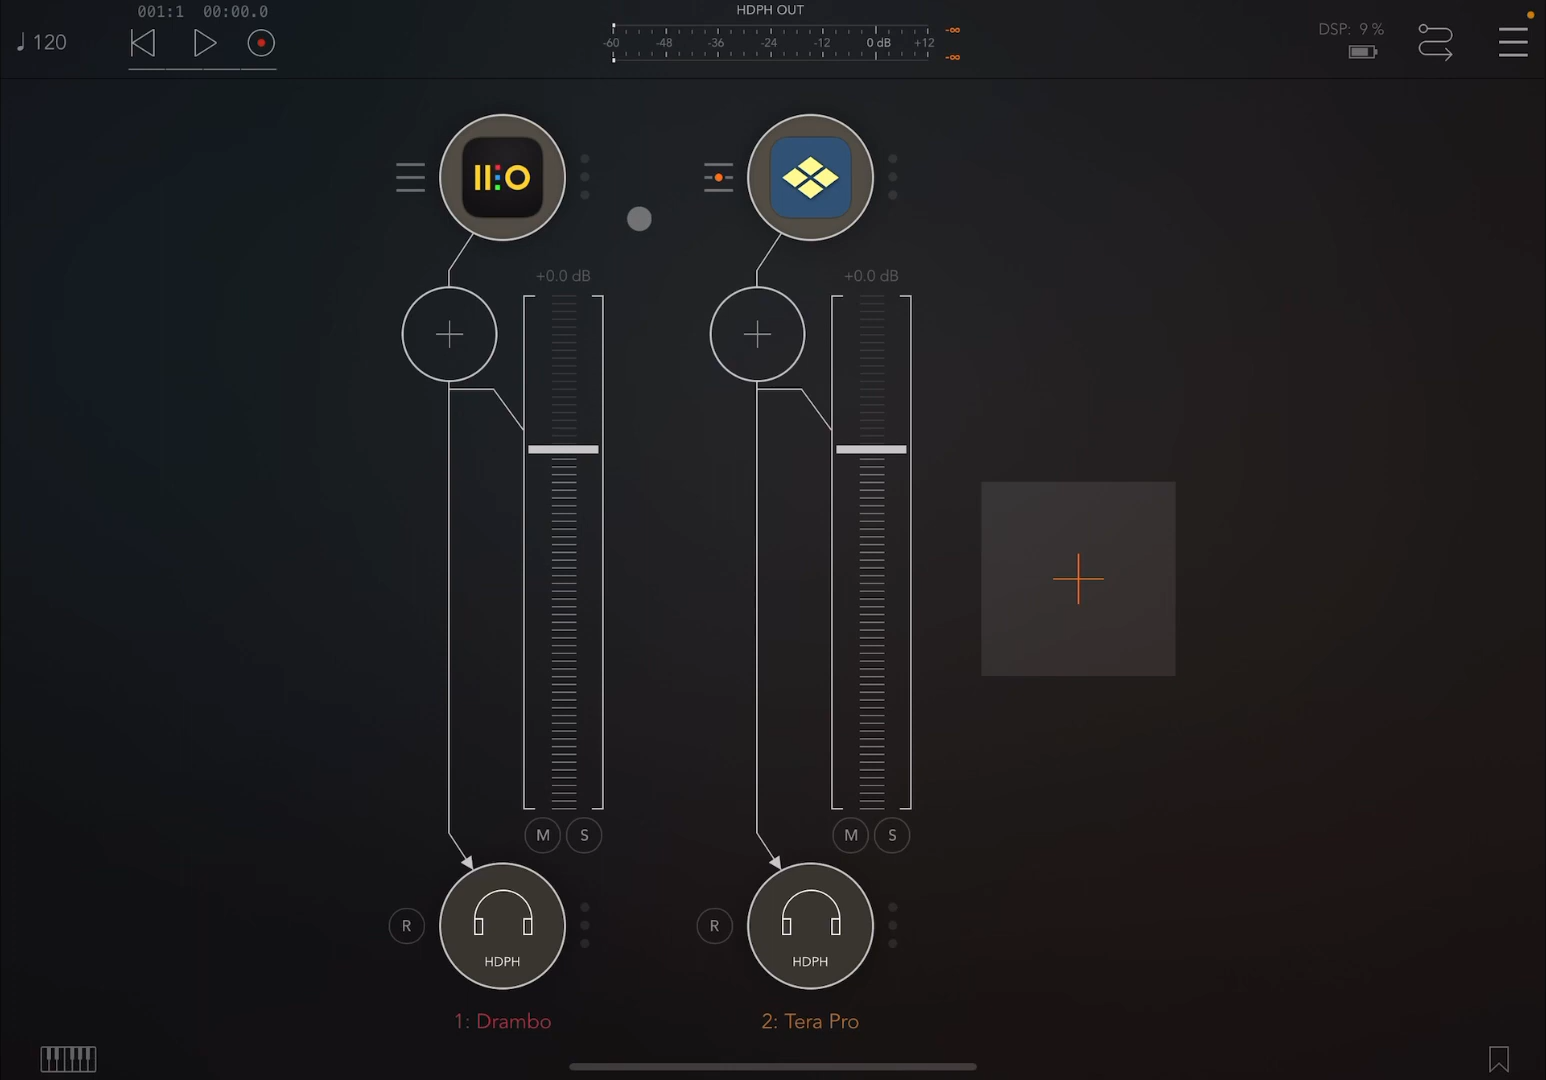 001:1 00:00.0
HDPH OUT
120
-60 -48 -36 -24 -12 0 dB +12
-∞
-∞
DSP: 9 %
+0.0 dB
+0.0 dB
M S
M S
R
R
HDPH
HDPH
1: Drambo
2: Tera Pro